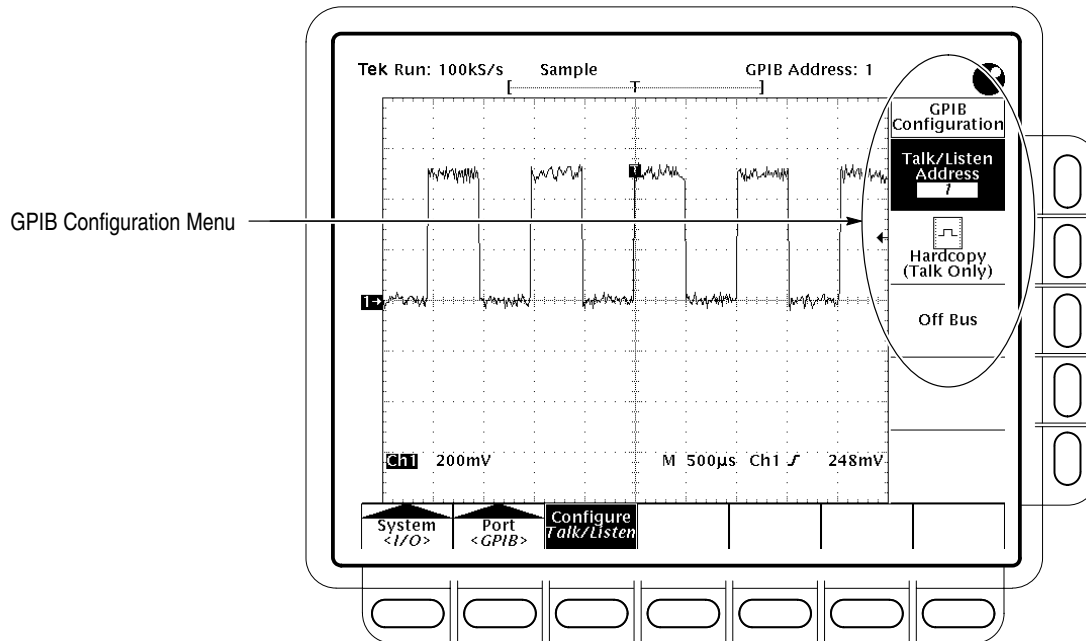 Tek Run: 100kS/s Sample GPIB Address: 1
[ T ]
GPIB
Configuration
Talk/Listen
Address
1
T
GPIB Configuration Menu
Hardcopy
(Talk Only)
1→
Off Bus
Ch1 200mV M 500µs Ch1 248mV
System
<I/O>
Port
<GPIB>
Configure
Talk/Listen